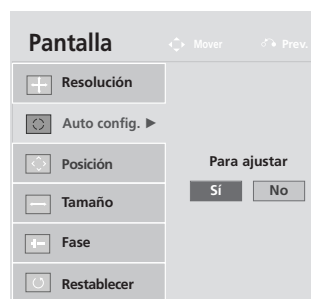 Pantalla
Mover
Prev.
Resolución
Auto config. ►
Posición
Tamaño
Fase
Restablecer
Para ajustar
Sí
No